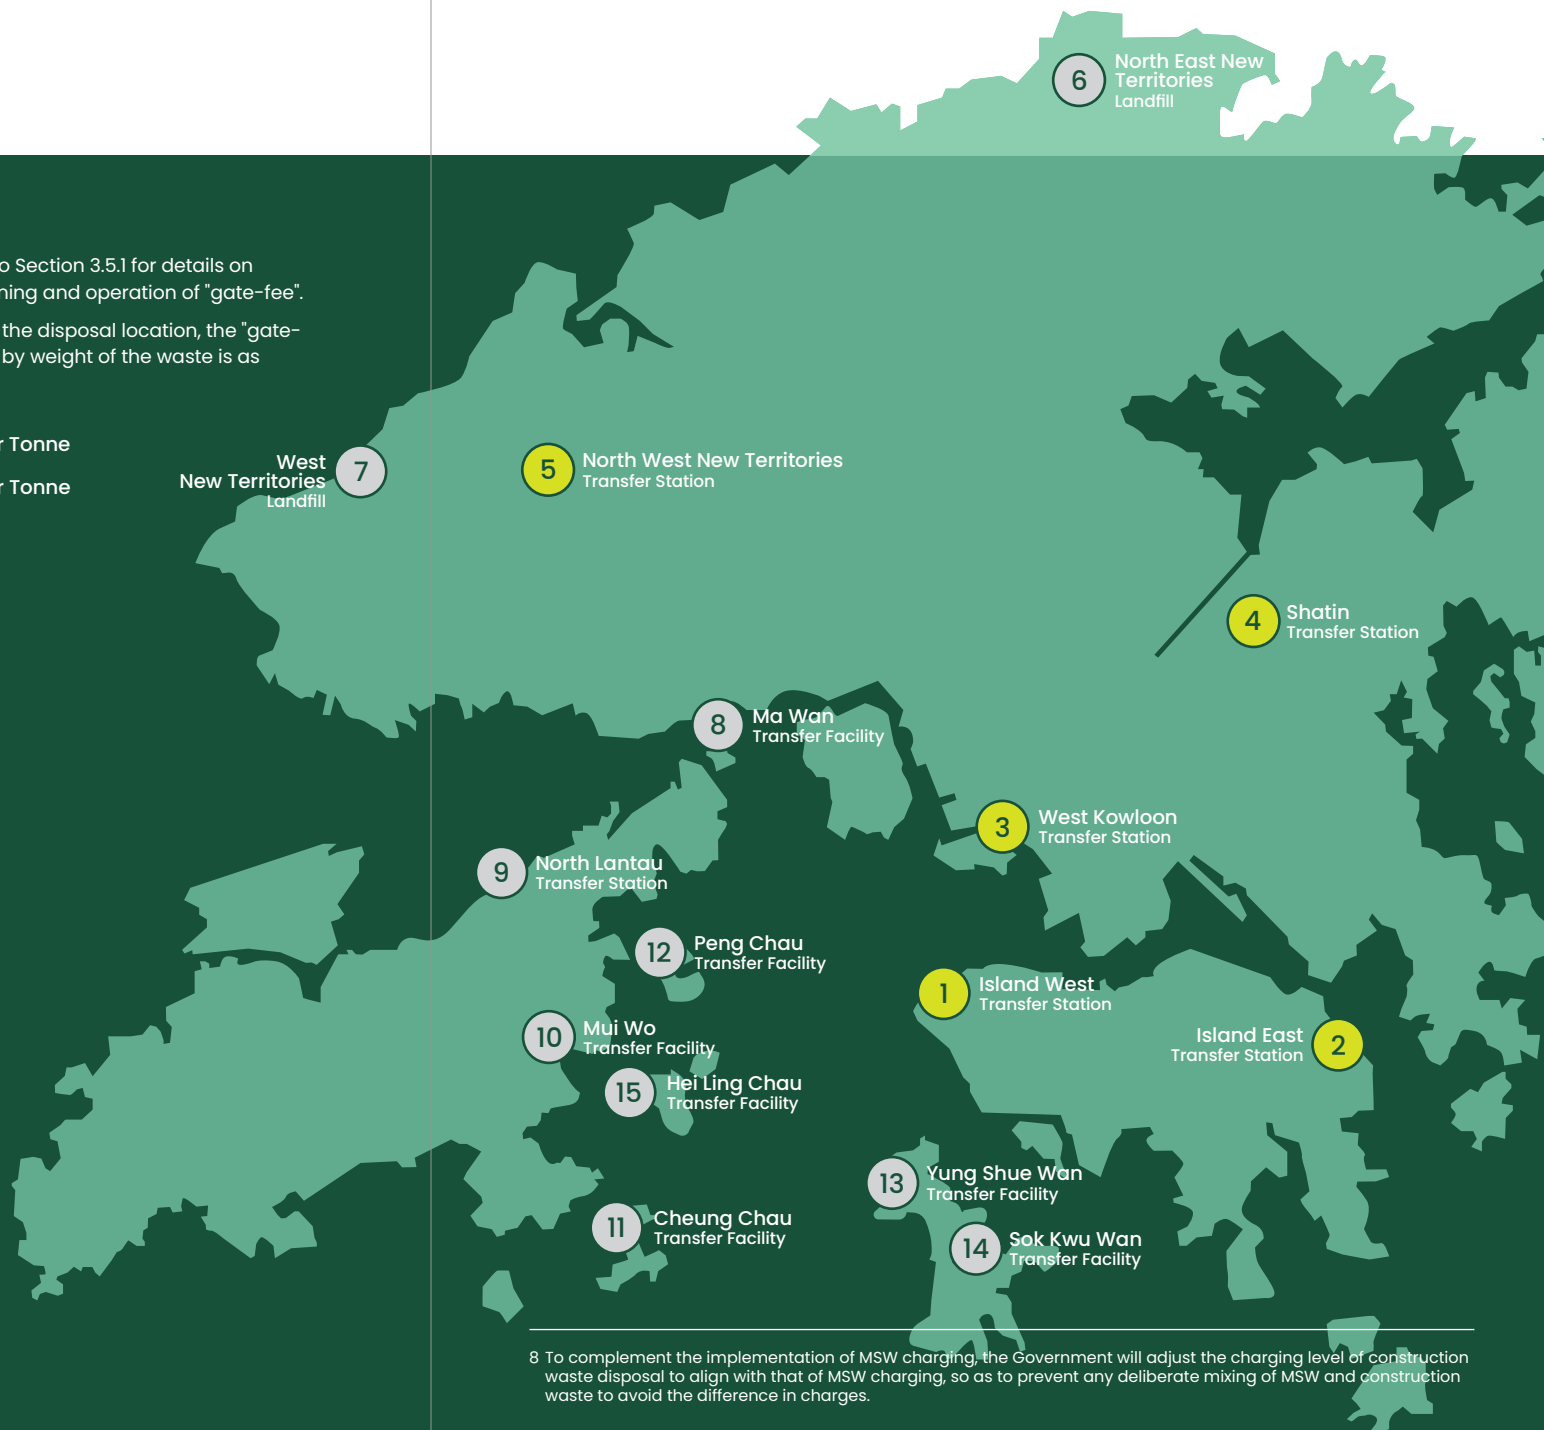 6
North East New
Territories
Landfill
o Section 3.5.1 for details on
ning and operation of "gate-fee".
the disposal location, the "gate-
by weight of the waste is as
r Tonne
r Tonne
West
New Territories
Landfill
7
5
North West New Territories
Transfer Station
4
Shatin
Transfer Station
8
Ma Wan
Transfer Facility
3
West Kowloon
Transfer Station
9
North Lantau
Transfer Station
12
Peng Chau
Transfer Facility
1
Island West
Transfer Station
10
Mui Wo
Transfer Facility
Island East
Transfer Station
2
15
Hei Ling Chau
Transfer Facility
13
Yung Shue Wan
Transfer Facility
11
Cheung Chau
Transfer Facility
14
Sok Kwu Wan
Transfer Facility
8 To complement the implementation of MSW charging, the Government will adjust the charging level of construction
waste disposal to align with that of MSW charging, so as to prevent any deliberate mixing of MSW and construction
waste to avoid the difference in charges.